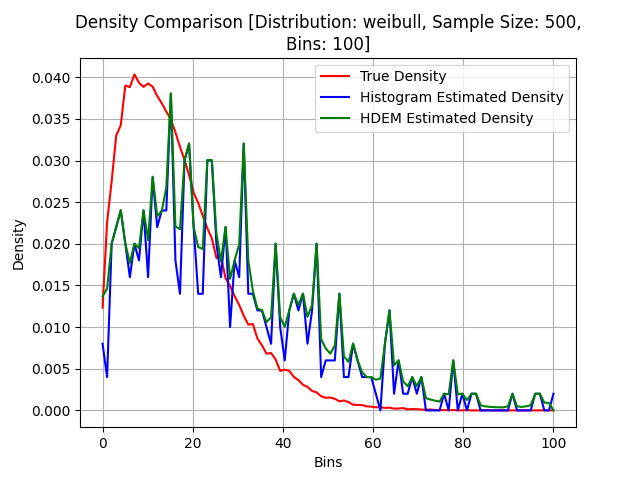 Density Comparison [Distribution: weibull, Sample Size: 500,
Bins: 100]
True Density
Histogram Estimated Density
HDEM Estimated Density
Density
0.040
0.035
0.030
0.025
0.020
0.015
0.010
0.005
0.000
0 20 40 60 80 100
Bins